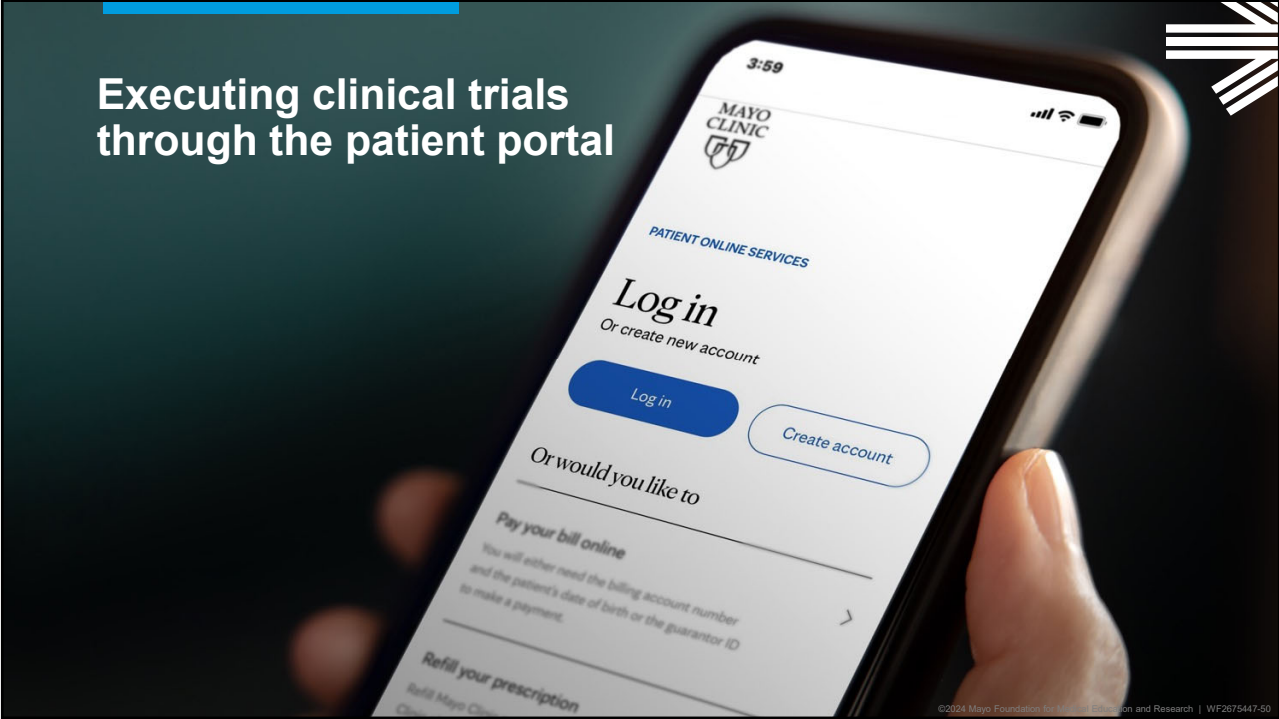 Executing clinical trials
through the patient portal
3:59
MAYO
CLINIC
PATIENT ONLINE SERVICES
Log in
Or create new account
Log in
Create account
Or would you like to
Pay your bill online
You will either need the billing account number
and the patient's date of birth or the guarantor ID
to make a payment.
Refill your prescription
Refill Mayo
©2024 Mayo Foundation for Education and Research | WF2675447-50